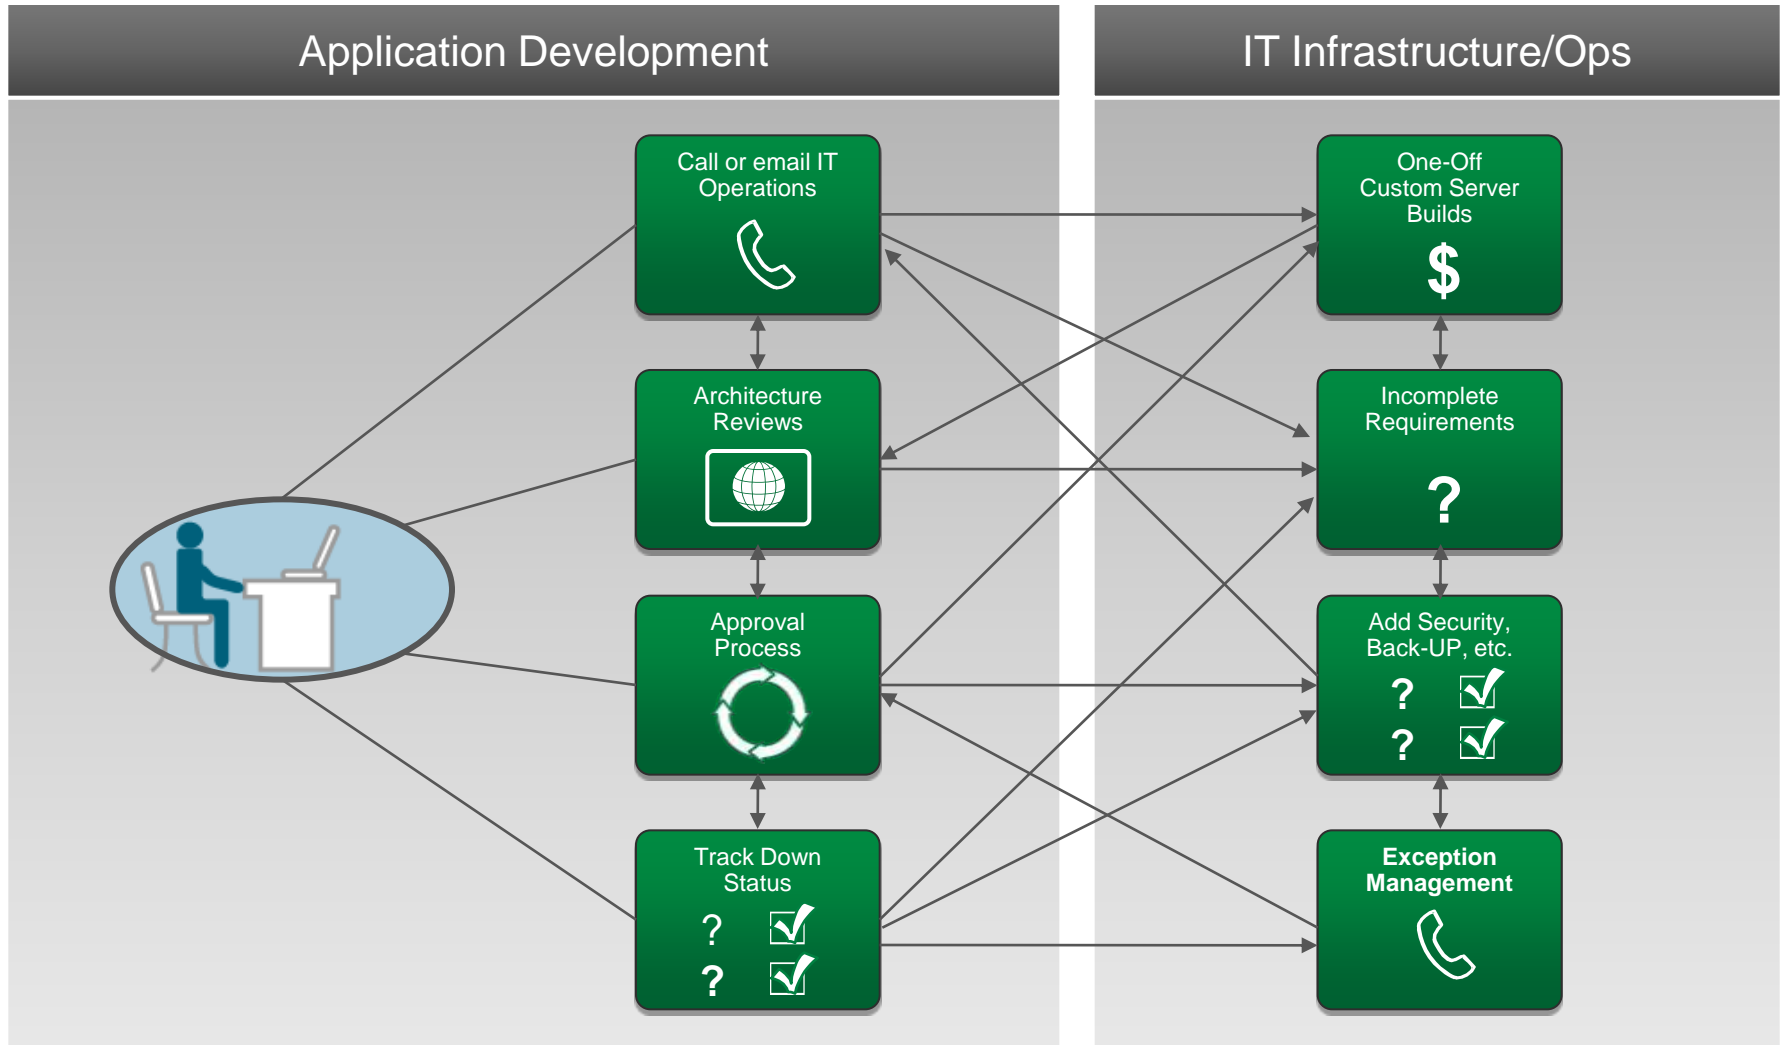 Application Development
IT Infrastructure/Ops
Call or email IT
Operations
One-Off
Custom Server
Builds
$
Architecture
Reviews
Incomplete
Requirements
?
Approval
Process
Add Security,
Back-UP, etc.
?
?
Track Down
Status
?
?
Exception
Management